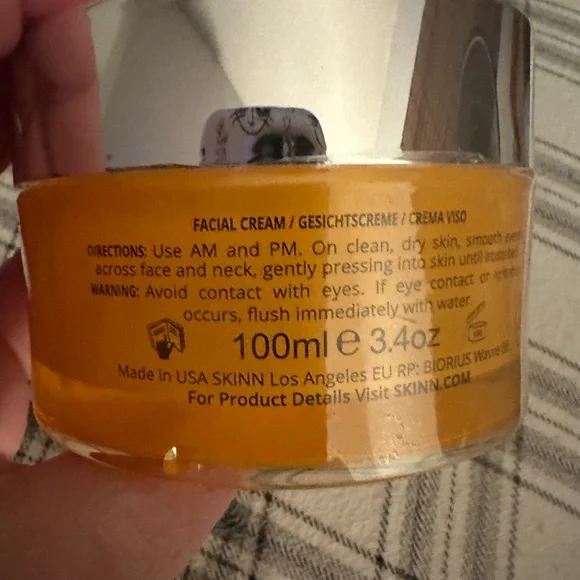 FACIAL CREAM / GESICHTSCREME / CREMA VISO
DIRECTIONS: Use AM and PM. On clean, dry skin, smooth
across face and neck, gently pressing into skin until
WARNING: Avoid contact with eyes. If eye contact or
occurs, flush immediately with water.
100ml e 3.4oz
Made in USA SKINN Los Angeles EU RP: BIORIUS Wavre
For Product Details Visit SKINN.COM